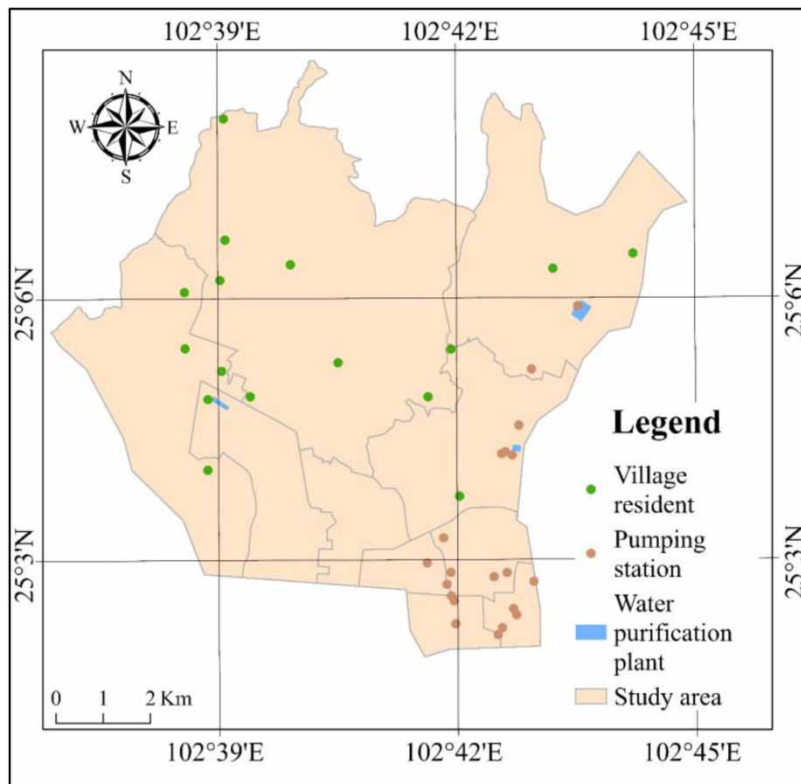 102°39'E 102°42'E 102°45'E
N
W E
S
25°6'N 25°6'N
Legend
Village
resident
Pumping
station
25°3'N 25°3'N
Water
purification
plant
Study area
0 1 2 Km
102°39'E 102°42'E 102°45'E